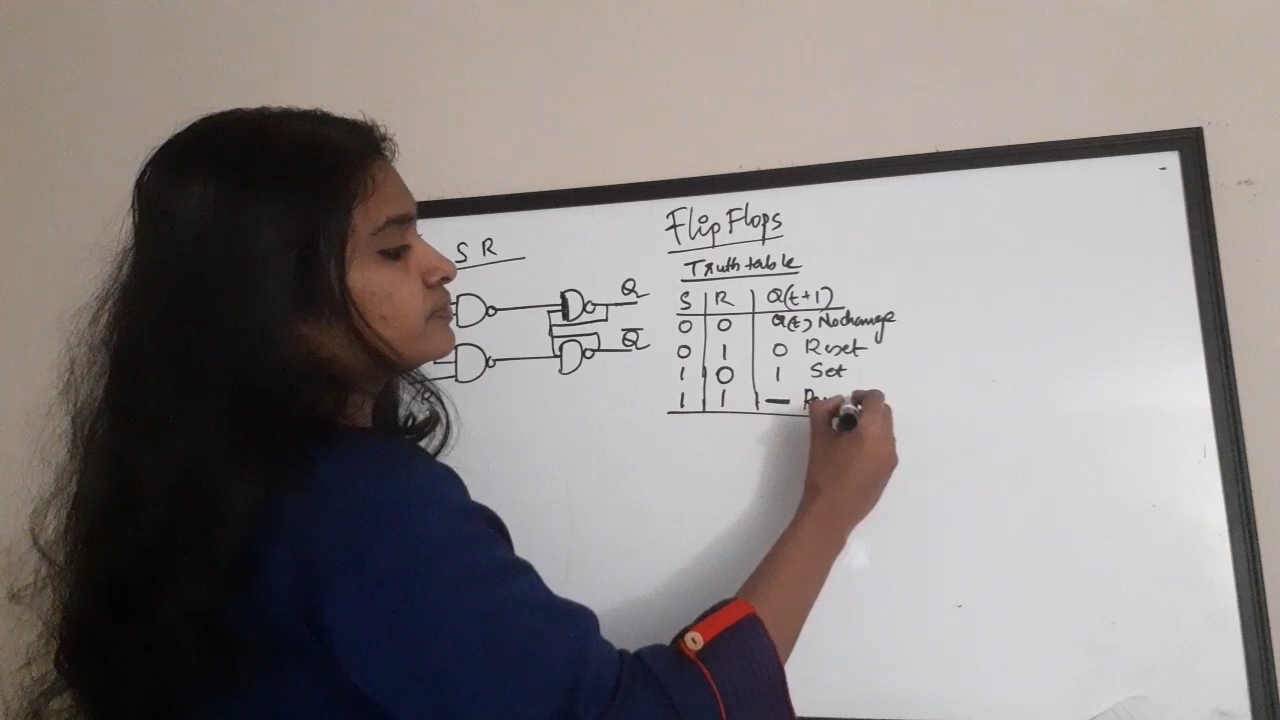 Flip Flops
SR
Truth table
S R Q(t+1)
0 0 Q(t) No change
0 1 0 Reset
1 0 1 Set
1 1 —
Q
Q̅